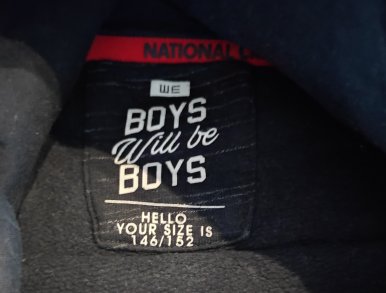 NATIONAL
WE
BOYS
Will be
BOYS
HELLO
YOUR SIZE IS
146/152